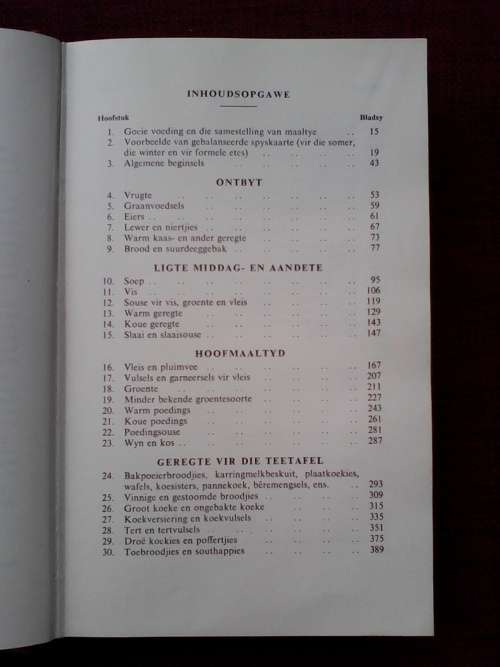 INHOUDSOPGAWE
Hoofstuk Bladsy
1. Goeie voeding en die samestelling van maaltye .. 15
2. Voorbeelde van gebalanseerde spyskaarte (vir die somer,
die winter en vir formele etes) .. .. .. .. 19
3. Algemene beginsels .. .. .. .. .. 43
ONTBYT
4. Vrugte .. .. .. .. .. .. 53
5. Graanvoedsels .. .. .. .. .. 59
6. Eiers .. .. .. .. .. .. 61
7. Lewer en niertjies .. .. .. .. .. 67
8. Warm kaas- en ander geregte .. .. .. .. 73
9. Brood en suurdeeggebak .. .. .. .. .. 77
LIGTE MIDDAG- EN AANDETE
10. Soep .. .. .. .. .. .. 95
11. Vis .. .. .. .. .. .. 106
12. Souse vir vis, groente en vleis .. .. .. 119
13. Warm geregte .. .. .. .. .. 129
14. Koue geregte .. .. .. .. .. 143
15. Slaai en slaaisouse .. .. .. .. .. 147
HOOFMAALTYD
16. Vleis en pluimvee .. .. .. .. 167
17. Vulsels en garneersels vir vleis .. .. .. 207
18. Groente .. .. .. .. .. 211
19. Minder bekende groentesoorte .. .. .. 227
20. Warm poedings .. .. .. .. .. 243
21. Koue poedings .. .. .. .. .. 261
22. Poedingsouse .. .. .. .. .. 281
23. Wyn en kos .. .. .. .. .. 287
GEREGTE VIR DIE TEETAFEL
24. Bakpoeierbroodjies, karringmelkbeskuit, plaatkoekies,
wafels, koesisters, pannekoek, bêremengsels, ens. .. 293
25. Vinnige en gestoomde broodjies .. .. .. 309
26. Groot koeke en ongebakte koeke .. .. .. 315
27. Koekversiering en koekvulsels .. .. .. 335
28. Tert en tertvulsels .. .. .. .. 351
29. Droë koekies en poffertjies .. .. .. .. 375
30. Toebroodjies en southappies .. .. .. .. 389